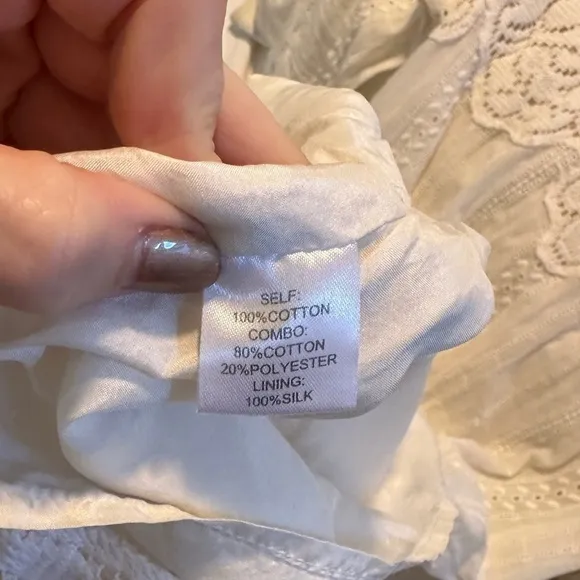 SELF:
100%COTTON
COMBO:
80%COTTON
20%POLYESTER
LINING:
100%SILK